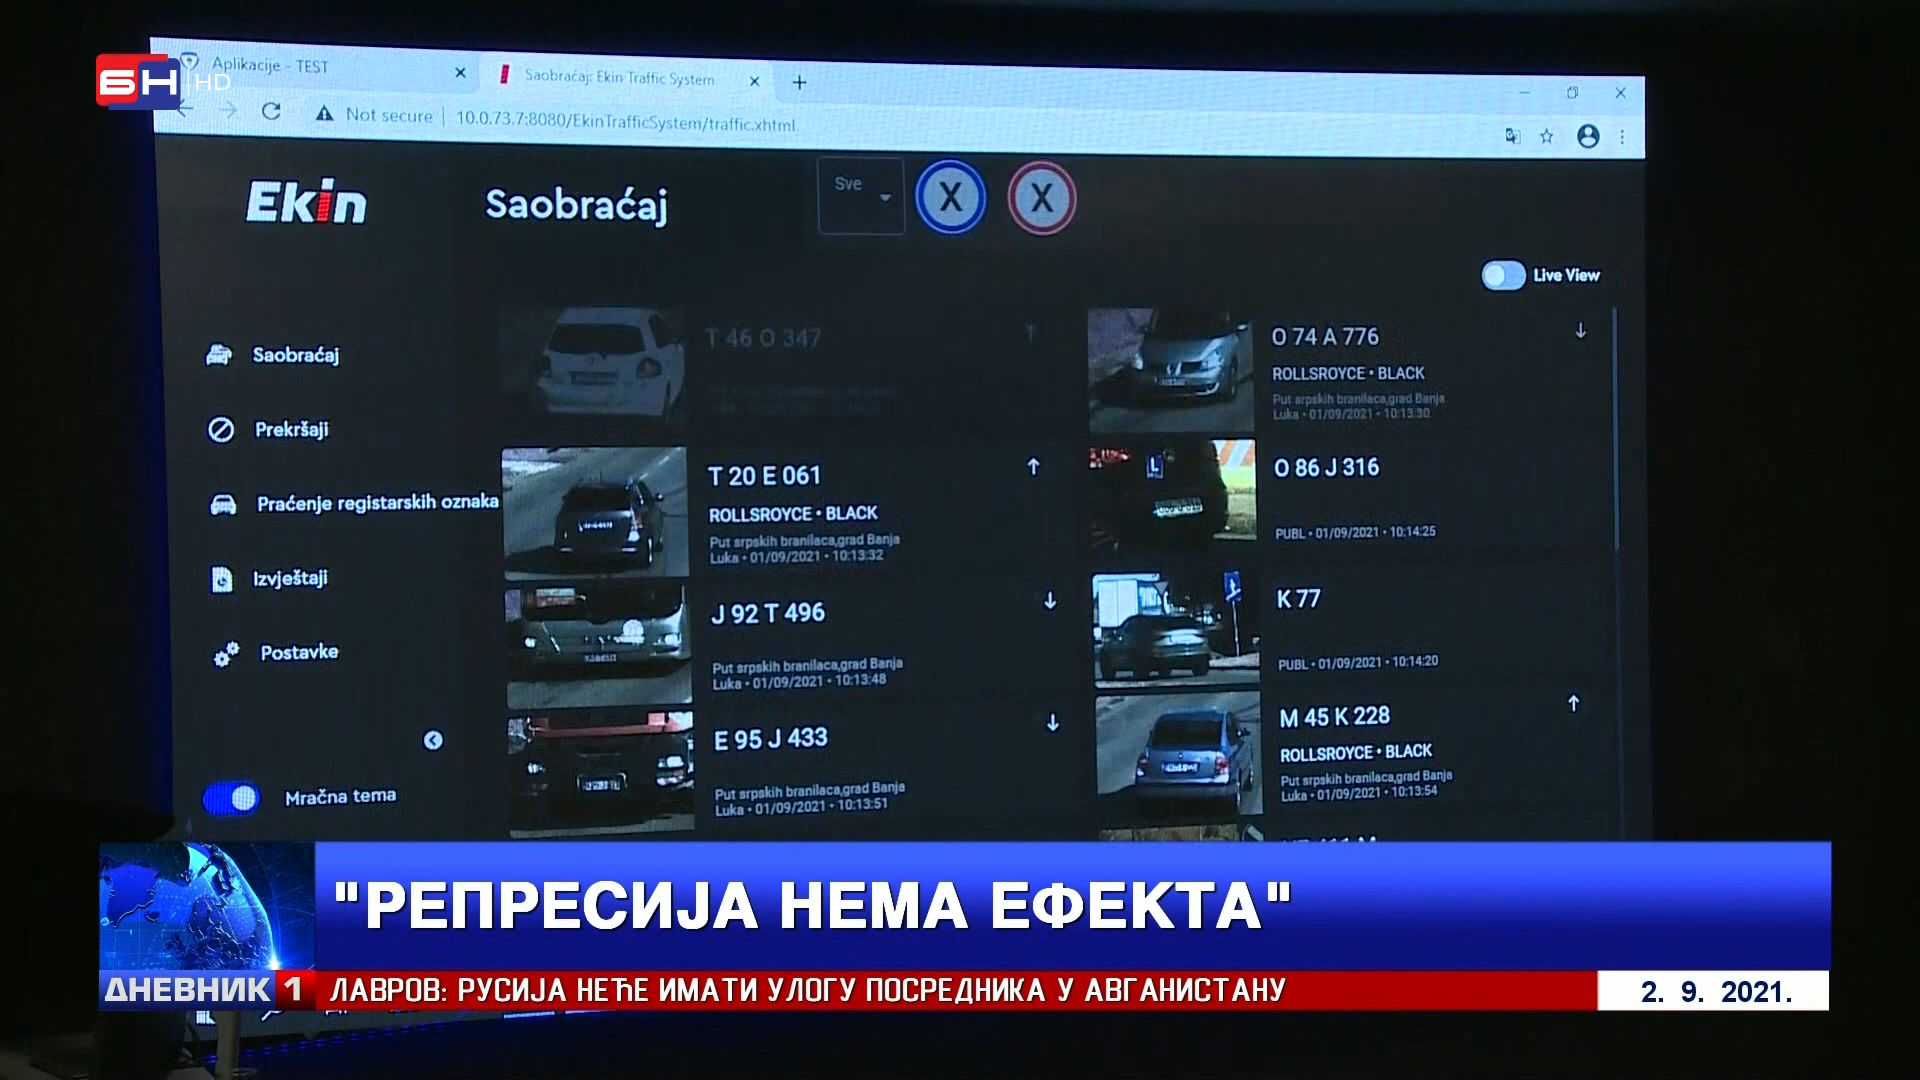 БН HD
Aplikacije - TEST
Saobraćaj: Ekin Traffic System
Not secure
10.0.73.7:8080/EkinTrafficSystem/traffic.xhtml
Ekin
Saobraćaj
Sve
X
X
Live View
Saobraćaj
Prekršaji
Praćenje registarskih oznaka
Izvještaji
Postavke
Mračna tema
T 46 O 347
T 20 E 061
ROLLSROYCE • BLACK
Put srpskih branilaca,grad Banja
Luka • 01/09/2021 • 10:13:32
J 92 T 496
Put srpskih branilaca,grad Banja
Luka • 01/09/2021 • 10:13:48
E 95 J 433
Put srpskih branilaca,grad Banja
Luka • 01/09/2021 • 10:13:51
O 74 A 776
ROLLSROYCE • BLACK
Put srpskih branilaca,grad Banja
Luka • 01/09/2021 • 10:13:30
L
O 86 J 316
PUBL • 01/09/2021 • 10:14:25
K 77
PUBL • 01/09/2021 • 10:14:20
M 45 K 228
ROLLSROYCE • BLACK
Put srpskih branilaca,grad Banja
Luka • 01/09/2021 • 10:13:54
"РЕПРЕСИЈА НЕМА ЕФЕКТА"
ДНЕВНИК 1
ЛАВРОВ: РУСИЈА НЕЋЕ ИМАТИ УЛОГУ ПОСРЕДНИКА У АВГАНИСТАНУ
2. 9. 2021.